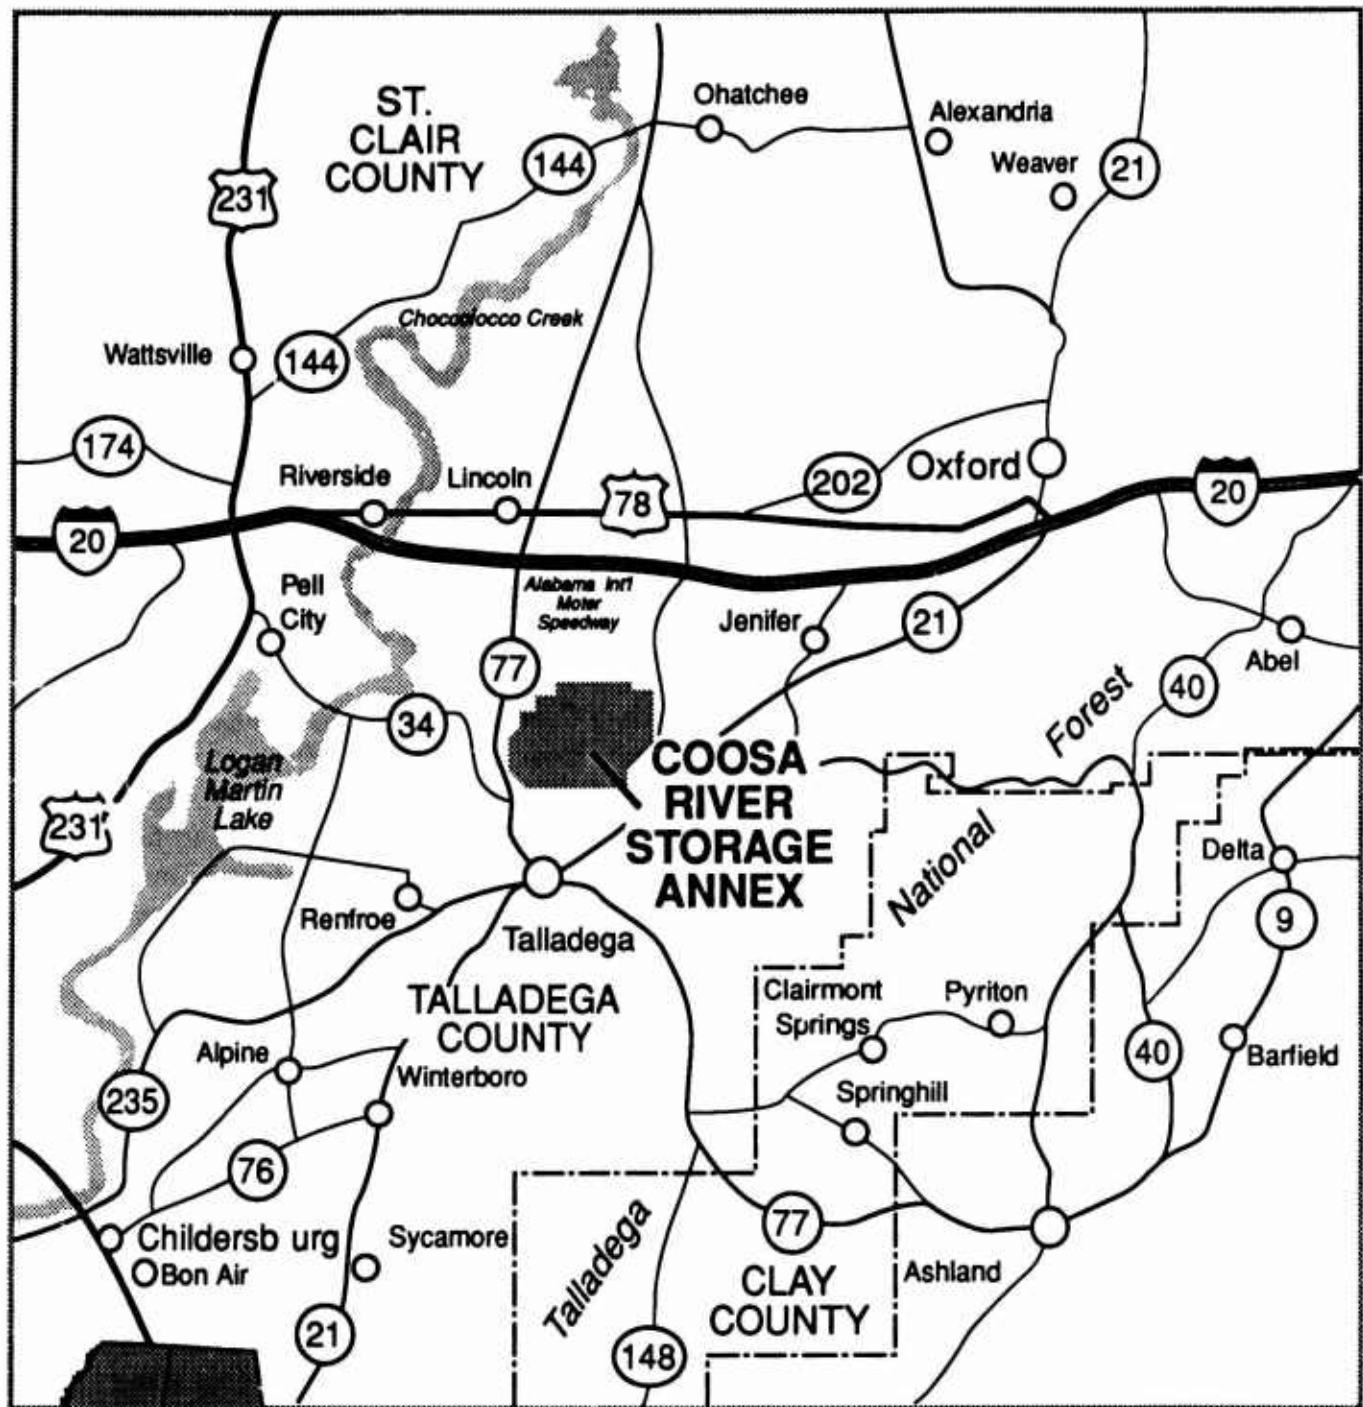 ST.
CLAIR
COUNTY
Ohatchee
Alexandria
Weaver
144
21
231
Chocoolocco Creek
Wattsville
144
174
Riverside
Lincoln
78
202
Oxford
20
20
Pell
City
Alabama Int'l
Moter
Speedway
Jenifer
21
Abel
77
40
34
Forest
COOSA
RIVER
STORAGE
ANNEX
Logan
Martin
Lake
231
National
Delta
Renfroe
9
Talladega
TALLADEGA
COUNTY
Clairmont
Springs
Pyriton
Alpine
Winterboro
40
Barfield
235
Springhill
76
77
Talladega
Childersb urg
Sycamore
Bon Air
Ashland
CLAY
COUNTY
21
148